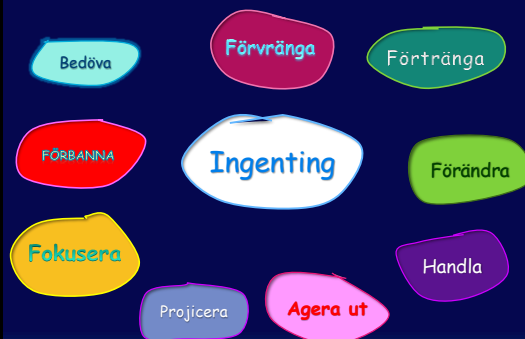 Förvränga
Förtränga
Bedöva
FÖRBANNA
Ingenting
Förändra
Fokusera
Handla
Projicera
Agera ut